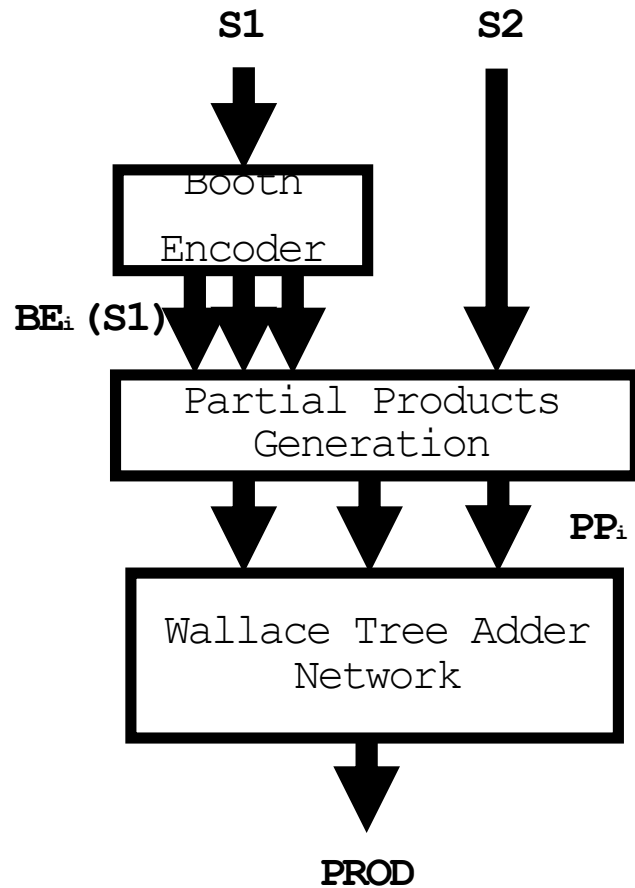 S1 S2
Booth
Encoder
BEᵢ (S1)
Partial Products
Generation
PPᵢ
Wallace Tree Adder
Network
PROD